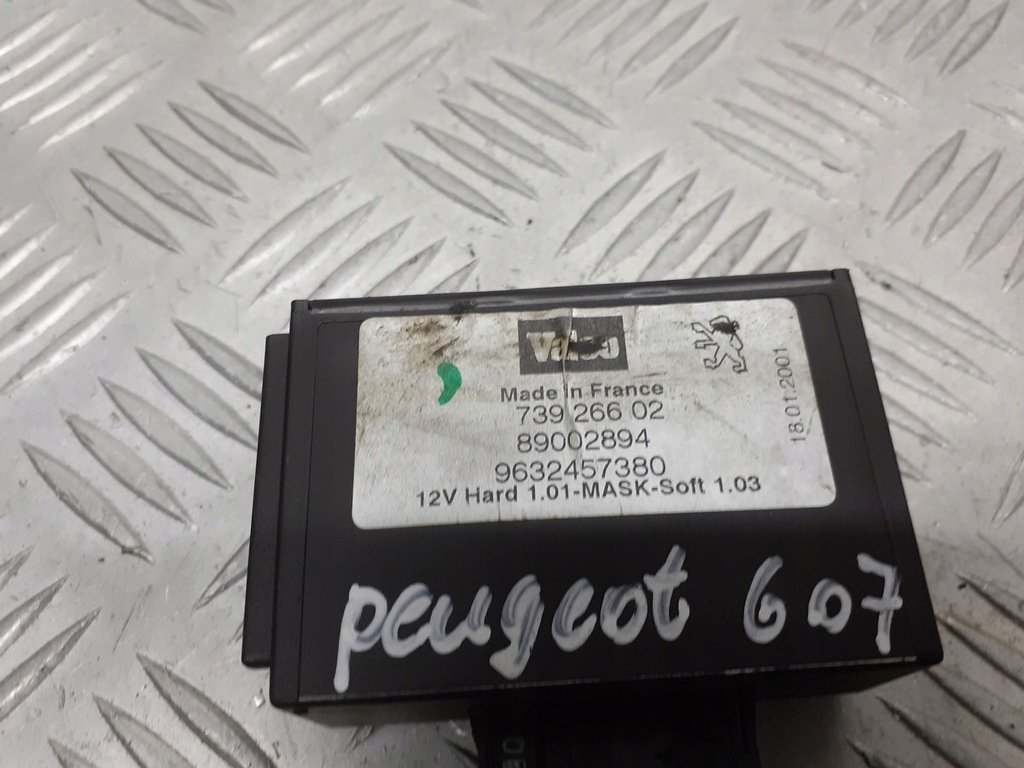 Valeo
Made in France
739 266 02
89002894
9632457380
12V Hard 1.01-MASK-Soft 1.03
18.01.2001
peugeot 607